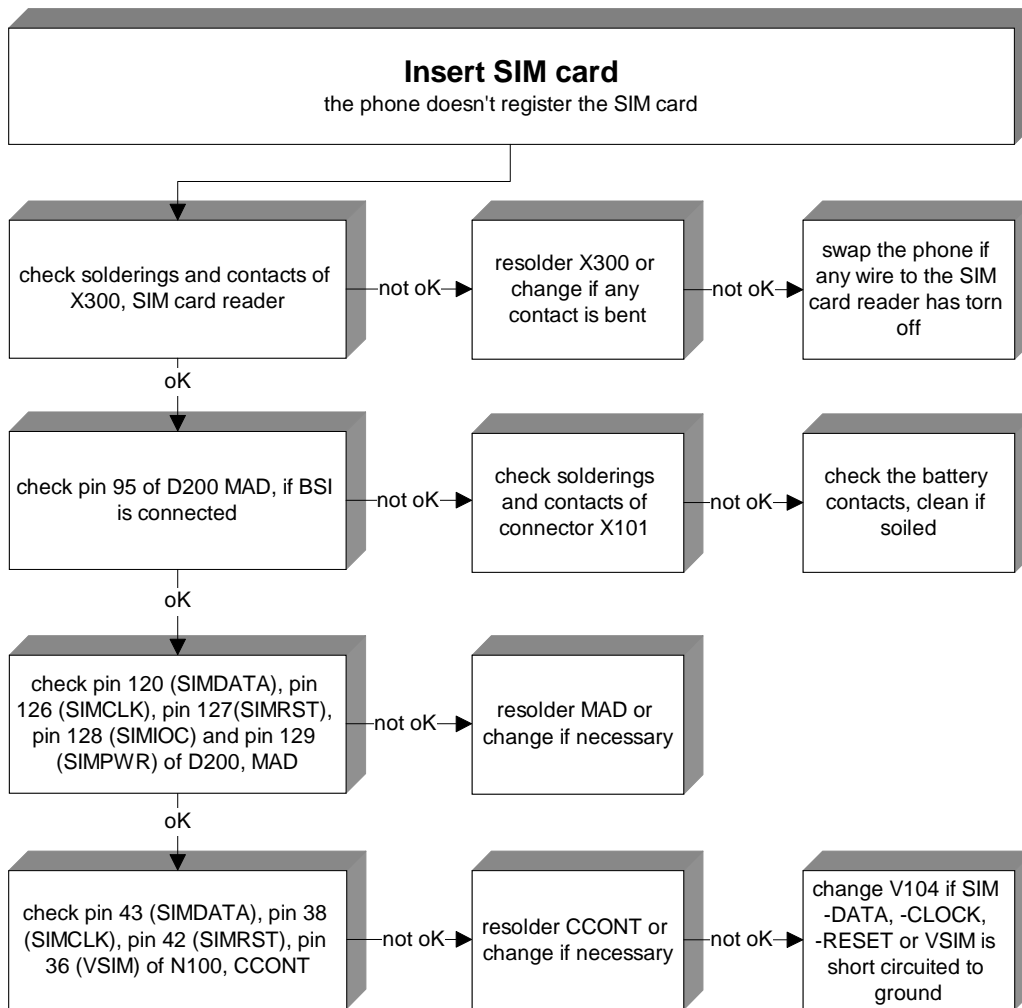 Insert SIM card
the phone doesn't register the SIM card
check solderings and contacts of
X300, SIM card reader
not oK
resolder X300 or
change if any
contact is bent
not oK
swap the phone if
any wire to the SIM
card reader has torn
off
oK
check pin 95 of D200 MAD, if BSI
is connected
not oK
check solderings
and contacts of
connector X101
not oK
check the battery
contacts, clean if
soiled
oK
check pin 120 (SIMDATA), pin
126 (SIMCLK), pin 127(SIMRST),
pin 128 (SIMIOC) and pin 129
(SIMPWR) of D200, MAD
not oK
resolder MAD or
change if necessary
oK
check pin 43 (SIMDATA), pin 38
(SIMCLK), pin 42 (SIMRST), pin
36 (VSIM) of N100, CCONT
not oK
resolder CCONT or
change if necessary
not oK
change V104 if SIM
-DATA, -CLOCK,
-RESET or VSIM is
short circuited to
ground